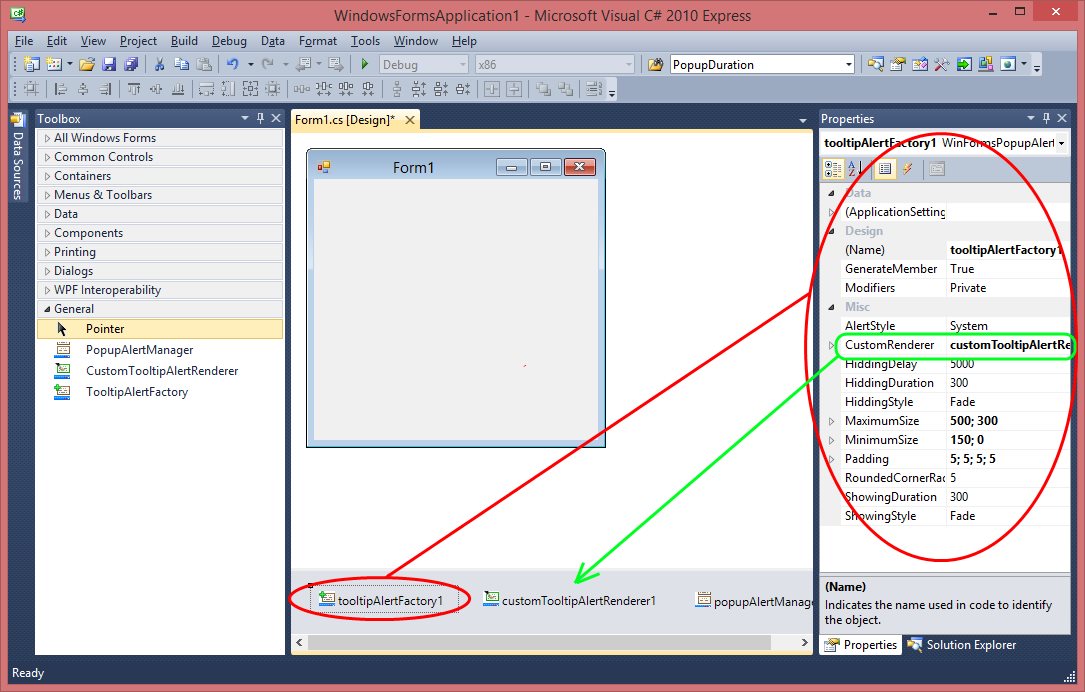 WindowsFormsApplication1 - Microsoft Visual C# 2010 Express
File Edit View Project Build Debug Data Format Tools Window Help
Debug x86 PopupDuration
Data Sources
Toolbox
All Windows Forms
Common Controls
Containers
Menus & Toolbars
Data
Components
Printing
Dialogs
WPF Interoperability
General
Pointer
PopupAlertManager
CustomTooltipAlertRenderer
TooltipAlertFactory
Form1.cs [Design]*
Form1
tooltipAlertFactory1 customTooltipAlertRenderer1 popupAlertManage
Properties
tooltipAlertFactory1 WinFormsPopupAlert
Data
(ApplicationSetting
Design
(Name) tooltipAlertFactory1
GenerateMember True
Modifiers Private
Misc
AlertStyle System
CustomRenderer customTooltipAlertRe
HiddingDelay 5000
HiddingDuration 300
HiddingStyle Fade
MaximumSize 500; 300
MinimumSize 150; 0
Padding 5; 5; 5; 5
RoundedCornerRad 5
ShowingDuration 300
ShowingStyle Fade
(Name)
Indicates the name used in code to identify
the object.
Properties Solution Explorer
Ready